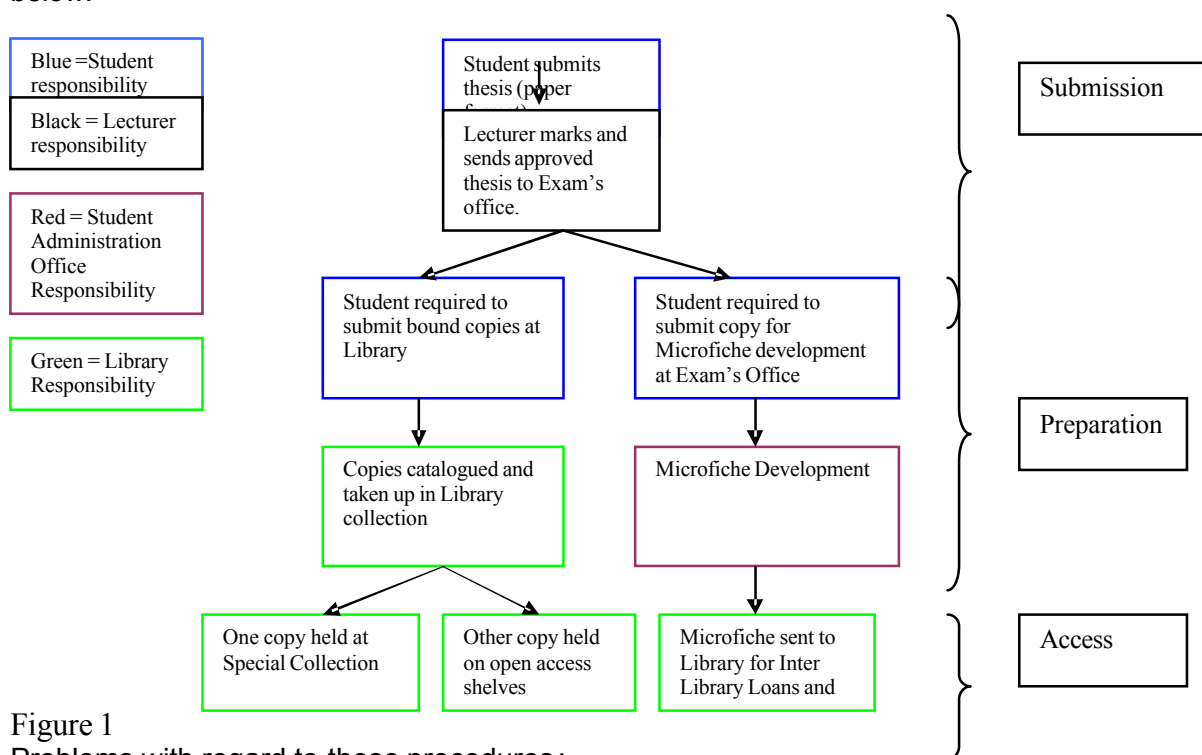 Blue =Student
responsibility
Black = Lecturer
responsibility
Red = Student
Administration
Office
Responsibility
Green = Library
Responsibility
Student submits
thesis (paper
Lecturer marks and
sends approved
thesis to Exam's
office.
Student required to
submit bound copies at
Library
Student required to
submit copy for
Microfiche development
at Exam's Office
Copies catalogued and
taken up in Library
collection
Microfiche Development
One copy held at
Special Collection
Other copy held
on open access
shelves
Microfiche sent to
Library for Inter
Library Loans and
Submission
Preparation
Access
Figure 1